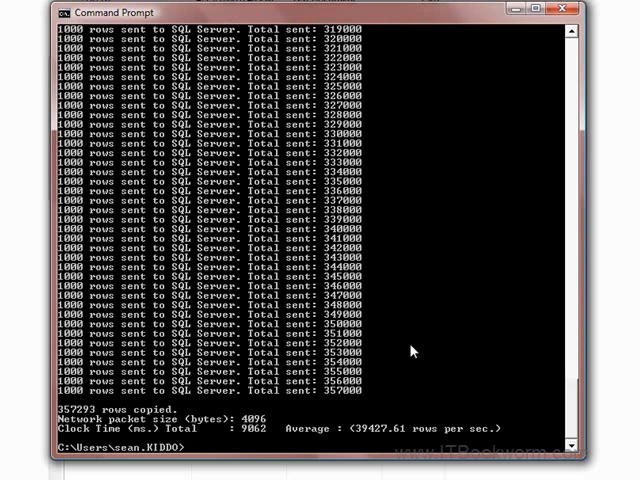 Command Prompt
1000 rows sent to SQL Server. Total sent: 319000
1000 rows sent to SQL Server. Total sent: 320000
1000 rows sent to SQL Server. Total sent: 321000
1000 rows sent to SQL Server. Total sent: 322000
1000 rows sent to SQL Server. Total sent: 323000
1000 rows sent to SQL Server. Total sent: 324000
1000 rows sent to SQL Server. Total sent: 325000
1000 rows sent to SQL Server. Total sent: 326000
1000 rows sent to SQL Server. Total sent: 327000
1000 rows sent to SQL Server. Total sent: 328000
1000 rows sent to SQL Server. Total sent: 329000
1000 rows sent to SQL Server. Total sent: 330000
1000 rows sent to SQL Server. Total sent: 331000
1000 rows sent to SQL Server. Total sent: 332000
1000 rows sent to SQL Server. Total sent: 333000
1000 rows sent to SQL Server. Total sent: 334000
1000 rows sent to SQL Server. Total sent: 335000
1000 rows sent to SQL Server. Total sent: 336000
1000 rows sent to SQL Server. Total sent: 337000
1000 rows sent to SQL Server. Total sent: 338000
1000 rows sent to SQL Server. Total sent: 339000
1000 rows sent to SQL Server. Total sent: 340000
1000 rows sent to SQL Server. Total sent: 341000
1000 rows sent to SQL Server. Total sent: 342000
1000 rows sent to SQL Server. Total sent: 343000
1000 rows sent to SQL Server. Total sent: 344000
1000 rows sent to SQL Server. Total sent: 345000
1000 rows sent to SQL Server. Total sent: 346000
1000 rows sent to SQL Server. Total sent: 347000
1000 rows sent to SQL Server. Total sent: 348000
1000 rows sent to SQL Server. Total sent: 349000
1000 rows sent to SQL Server. Total sent: 350000
1000 rows sent to SQL Server. Total sent: 351000
1000 rows sent to SQL Server. Total sent: 352000
1000 rows sent to SQL Server. Total sent: 353000
1000 rows sent to SQL Server. Total sent: 354000
1000 rows sent to SQL Server. Total sent: 355000
1000 rows sent to SQL Server. Total sent: 356000
1000 rows sent to SQL Server. Total sent: 357000
357293 rows copied.
Network packet size (bytes): 4096
Clock Time (ms.) Total : 9062 Average : (39427.61 rows per sec.)
C:\Users\sean.KIDDO>
www.ITBookworm.com